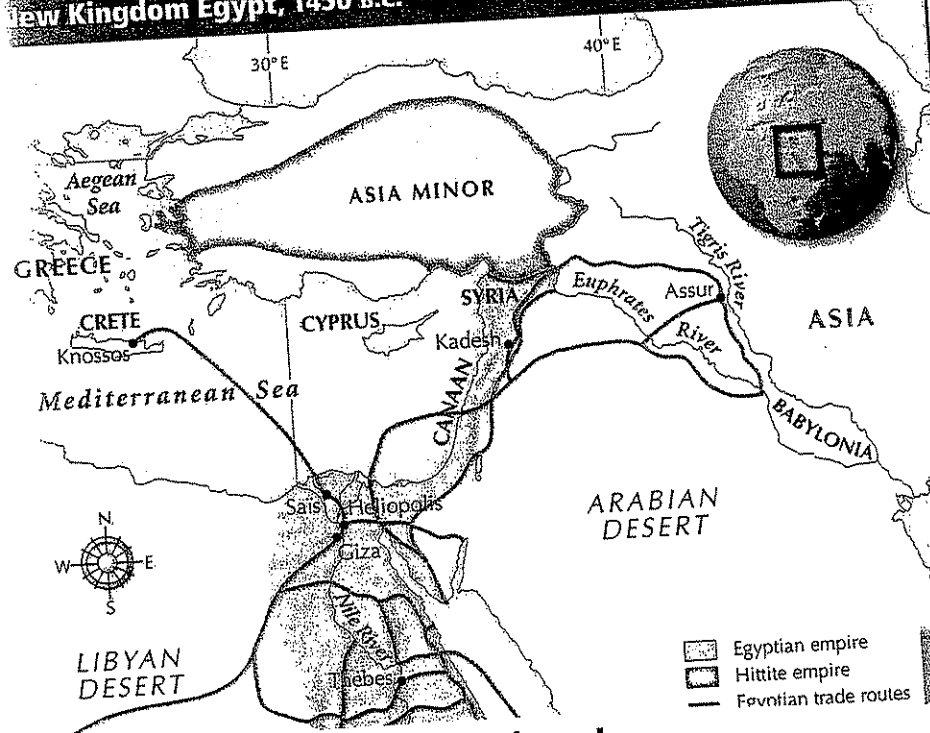 New Kingdom Egypt, 1450 B.C.
30°E
40°E
Aegean
Sea
ASIA MINOR
GREECE
Tigris River
SYRIA
Euphrates
River
Assur
ASIA
CRETE
Knossos
CYPRUS
Kadesh
Mediterranean Sea
CANAAN
BABYLONIA
Sais
Heliopolis
ARABIAN
DESERT
N
W
E
S
Giza
Nile River
LIBYAN
DESERT
Thebes
Egyptian empire
Hittite empire
Egyptian trade routes